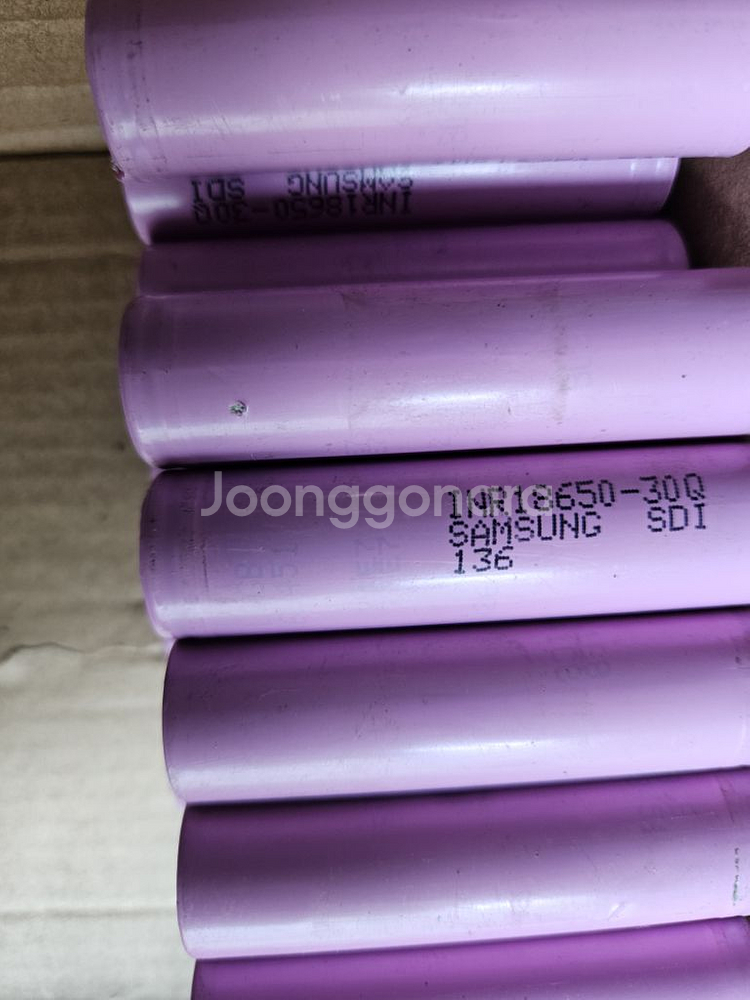 SAMSUNG SDI
INR18650-30Q
Joonggonara
INR18650-30Q
SAMSUNG SDI
136